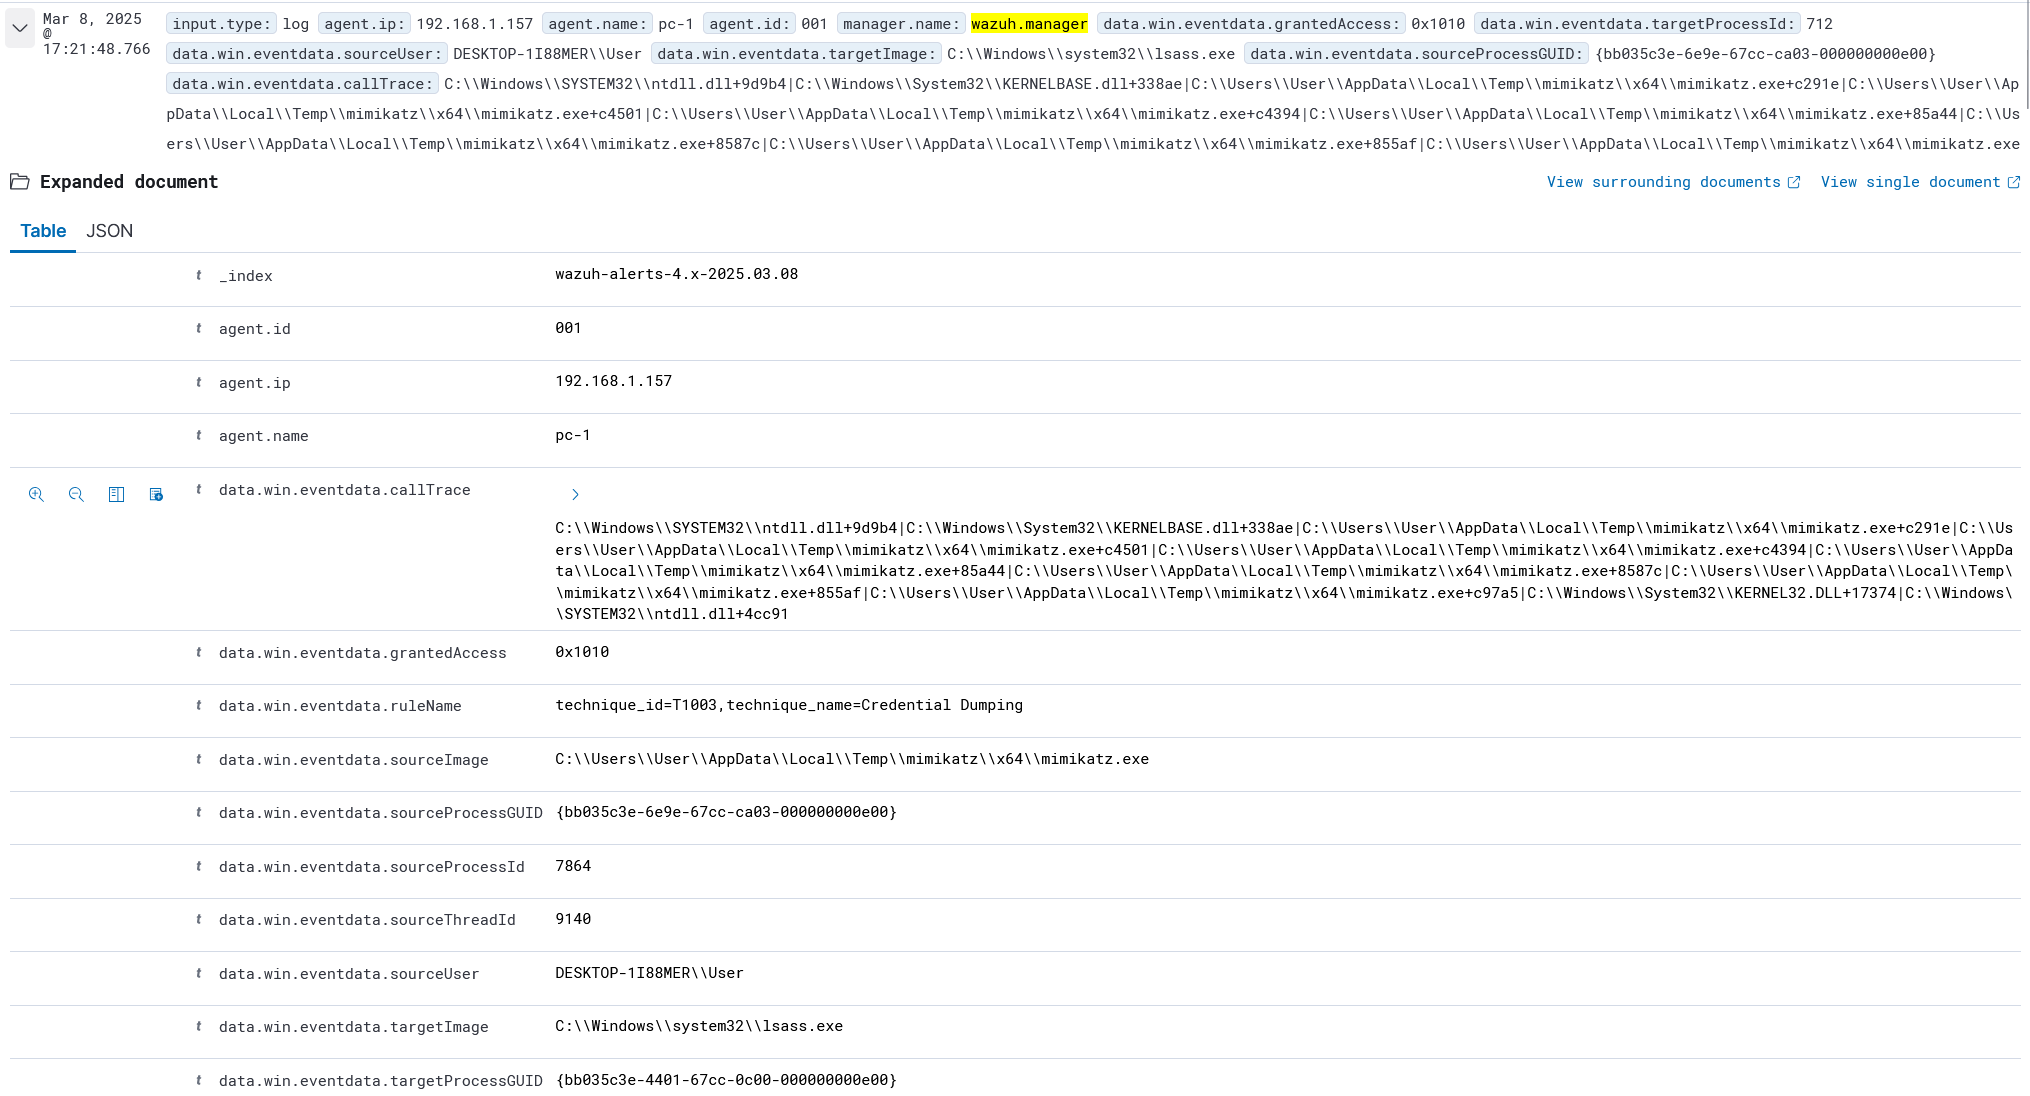 Mar 8, 2025 @ 17:21:48.766
input.type: log agent.ip: 192.168.1.157 agent.name: pc-1 agent.id: 001 manager.name: wazuh.manager data.win.eventdata.grantedAccess: 0x1010 data.win.eventdata.targetProcessId: 712
data.win.eventdata.sourceUser: DESKTOP-1I88MER\\User data.win.eventdata.targetImage: C:\\Windows\\system32\\lsass.exe data.win.eventdata.sourceProcessGUID: {bb035c3e-6e9e-67cc-ca03-000000000e00}
data.win.eventdata.callTrace: C:\\Windows\\SYSTEM32\\ntdll.dll+9d9b4|C:\\Windows\\System32\\KERNELBASE.dll+338ae|C:\\Users\\User\\AppData\\Local\\Temp\\mimikatz\\x64\\mimikatz.exe+c291e|C:\\Users\\User\\Ap
pData\\Local\\Temp\\mimikatz\\x64\\mimikatz.exe+c4501|C:\\Users\\User\\AppData\\Local\\Temp\\mimikatz\\x64\\mimikatz.exe+c4394|C:\\Users\\User\\AppData\\Local\\Temp\\mimikatz\\x64\\mimikatz.exe+85a44|C:\\Us
ers\\User\\AppData\\Local\\Temp\\mimikatz\\x64\\mimikatz.exe+8587c|C:\\Users\\User\\AppData\\Local\\Temp\\mimikatz\\x64\\mimikatz.exe+855af|C:\\Users\\User\\AppData\\Local\\Temp\\mimikatz\\x64\\mimikatz.exe
Expanded document View surrounding documents View single document
Table JSON
t _index wazuh-alerts-4.x-2025.03.08
t agent.id 001
t agent.ip 192.168.1.157
t agent.name pc-1
t data.win.eventdata.callTrace
C:\\Windows\\SYSTEM32\\ntdll.dll+9d9b4|C:\\Windows\\System32\\KERNELBASE.dll+338ae|C:\\Users\\User\\AppData\\Local\\Temp\\mimikatz\\x64\\mimikatz.exe+c291e|C:\\Us
ers\\User\\AppData\\Local\\Temp\\mimikatz\\x64\\mimikatz.exe+c4501|C:\\Users\\User\\AppData\\Local\\Temp\\mimikatz\\x64\\mimikatz.exe+c4394|C:\\Users\\User\\AppDa
ta\\Local\\Temp\\mimikatz\\x64\\mimikatz.exe+85a44|C:\\Users\\User\\AppData\\Local\\Temp\\mimikatz\\x64\\mimikatz.exe+8587c|C:\\Users\\User\\AppData\\Local\\Temp\
\mimikatz\\x64\\mimikatz.exe+855af|C:\\Users\\User\\AppData\\Local\\Temp\\mimikatz\\x64\\mimikatz.exe+c97a5|C:\\Windows\\System32\\KERNEL32.DLL+17374|C:\\Windows\
\SYSTEM32\\ntdll.dll+4cc91
t data.win.eventdata.grantedAccess 0x1010
t data.win.eventdata.ruleName technique_id=T1003,technique_name=Credential Dumping
t data.win.eventdata.sourceImage C:\\Users\\User\\AppData\\Local\\Temp\\mimikatz\\x64\\mimikatz.exe
t data.win.eventdata.sourceProcessGUID {bb035c3e-6e9e-67cc-ca03-000000000e00}
t data.win.eventdata.sourceProcessId 7864
t data.win.eventdata.sourceThreadId 9140
t data.win.eventdata.sourceUser DESKTOP-1I88MER\\User
t data.win.eventdata.targetImage C:\\Windows\\system32\\lsass.exe
t data.win.eventdata.targetProcessGUID {bb035c3e-4401-67cc-0c00-000000000e00}